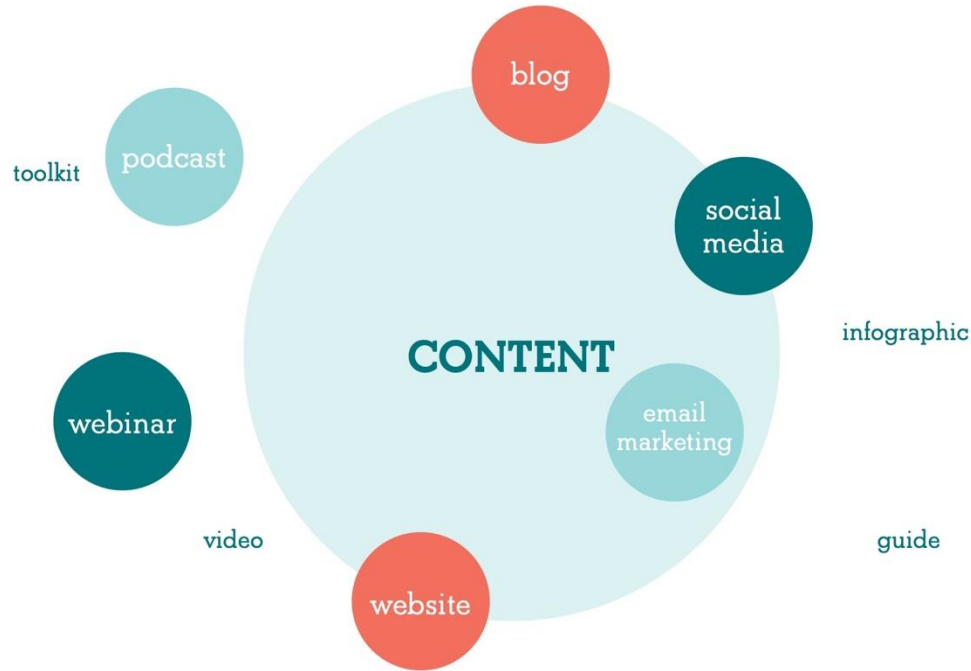 blog
podcast
toolkit
social
media
infographic
CONTENT
email
marketing
webinar
video
guide
website